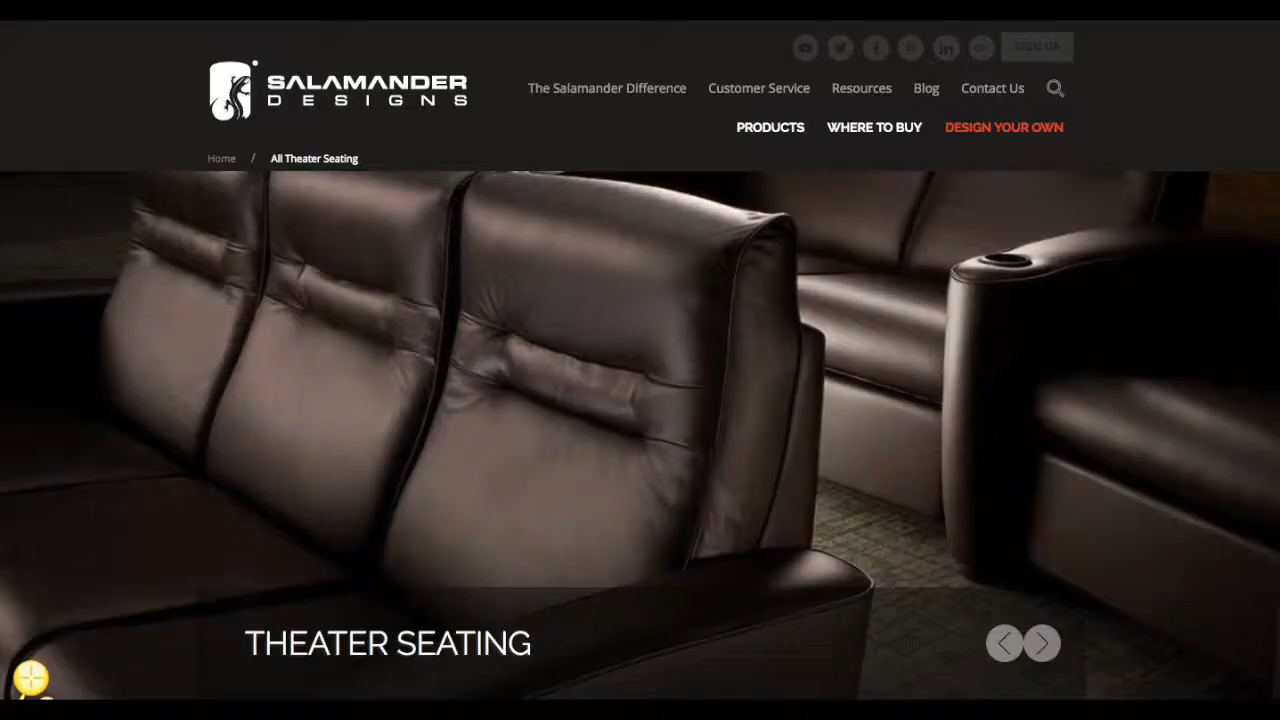 SALAMANDER
DESIGNS
The Salamander Difference Customer Service Resources Blog Contact Us
PRODUCTS WHERE TO BUY DESIGN YOUR OWN
Home / All Theater Seating
THEATER SEATING